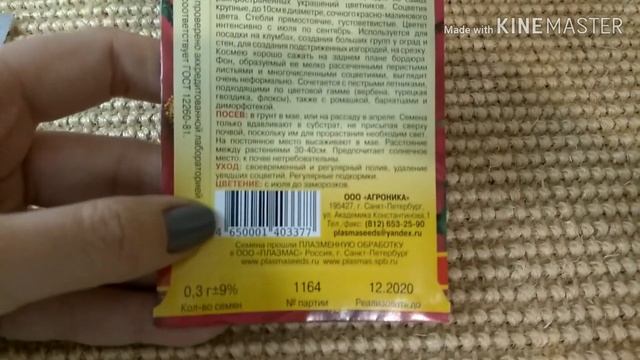 Made with KINEMASTER
распространенных украшений цветников. Соцветия
крупные, до 10см в диаметре, сочного красно-малинового
цвета. Стебли прямостоячие, густоветвистые. Цветет
интенсивно с июля по сентябрь. Используется для
посадки на клумбах, создания больших групп у оград и
стен, для создания подстриженных изгородей, на срезку.
Космею хорошо сажать на заднем плане бордюра.
Фон, образуемый ее мелко рассеченными перистыми
листьями и многочисленными соцветиями, выглядит
очень неформально. Сочетается с пестрыми летниками,
подходящими по цветовой гамме (вербена, турецкая
гвоздика, флоксы), также с ромашкой, бархатцами и
диморфотекой.
ПОСЕВ: в грунт в мае, или на рассаду в апреле. Семена
только вдавливают в субстрат, не присыпая сверху
почвой, поскольку им для прорастания необходим свет.
На постоянное место высаживают в мае. Расстояние
между растениями 30-40см. Предпочитает солнечное
место, к почве нетребовательны.
УХОД: своевременный и регулярный полив, удаление
увядших соцветий. Регулярные подкормки.
ЦВЕТЕНИЕ: с июля до заморозков.
соответствует ГОСТ 12260-81.
4 650001 403377
ООО «АГРОНИКА»
195427, г. Санкт-Петербург,
ул. Академика Константинова,1
Тел./факс: (812) 653-25-90
plasmaseeds@yandex.ru
Семена прошли ПЛАЗМЕННУЮ ОБРАБОТКУ
в ООО «ПЛАЗМАС» Россия, г. Санкт-Петербург
www.plasmaseeds.ru www.plasmas.spb.ru
0,3 г±9% 1164 12.2020
Кол-во семян № партии Реализовать до